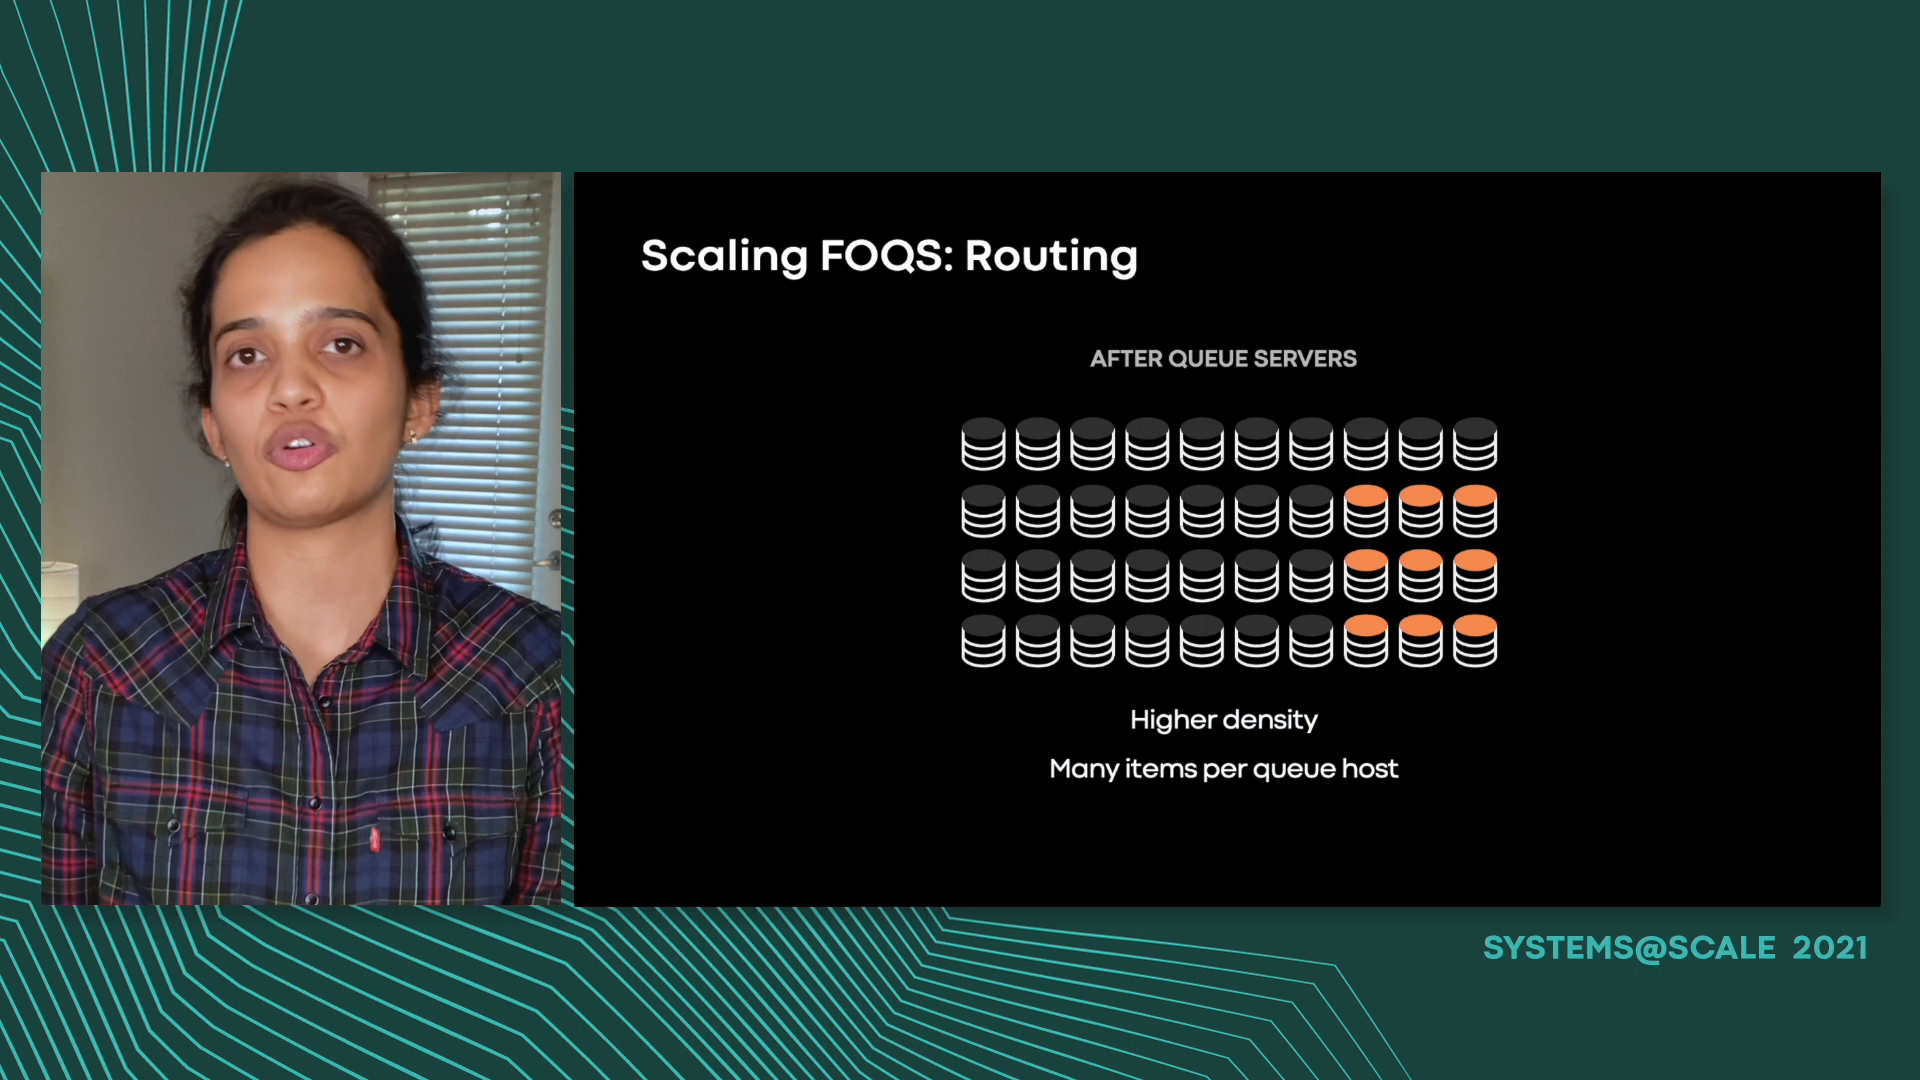 Scaling FOQS: Routing
AFTER QUEUE SERVERS
Higher density
Many items per queue host
SYSTEMS@SCALE 2021